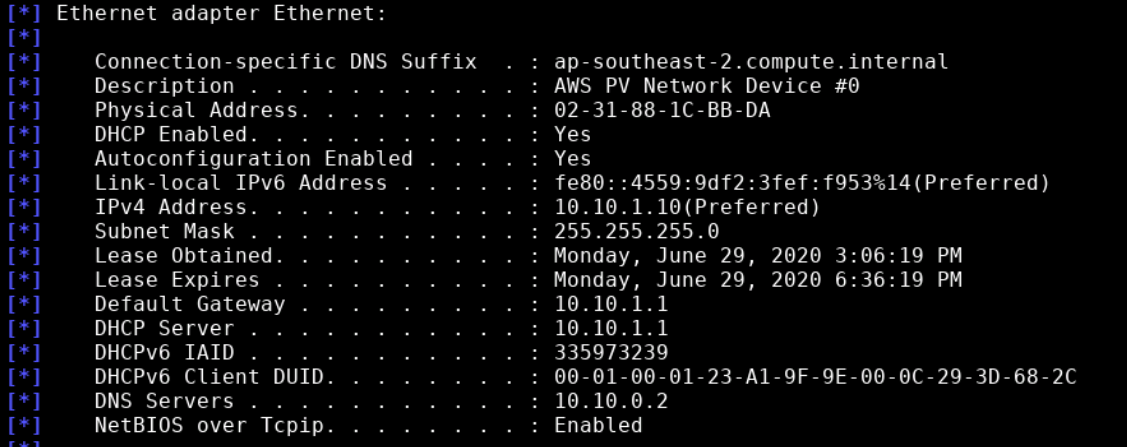 [*] Ethernet adapter Ethernet:
[*]
[*]    Connection-specific DNS Suffix  . : ap-southeast-2.compute.internal
[*]    Description . . . . . . . . . . . : AWS PV Network Device #0
[*]    Physical Address. . . . . . . . . : 02-31-88-1C-BB-DA
[*]    DHCP Enabled. . . . . . . . . . . : Yes
[*]    Autoconfiguration Enabled . . . . : Yes
[*]    Link-local IPv6 Address . . . . . : fe80::4559:9df2:3fef:f953%14(Preferred)
[*]    IPv4 Address. . . . . . . . . . . : 10.10.1.10(Preferred)
[*]    Subnet Mask . . . . . . . . . . . : 255.255.255.0
[*]    Lease Obtained. . . . . . . . . . : Monday, June 29, 2020 3:06:19 PM
[*]    Lease Expires . . . . . . . . . . : Monday, June 29, 2020 6:36:19 PM
[*]    Default Gateway . . . . . . . . . : 10.10.1.1
[*]    DHCP Server . . . . . . . . . . . : 10.10.1.1
[*]    DHCPv6 IAID . . . . . . . . . . . : 335973239
[*]    DHCPv6 Client DUID. . . . . . . . : 00-01-00-01-23-A1-9F-9E-00-0C-29-3D-68-2C
[*]    DNS Servers . . . . . . . . . . . : 10.10.0.2
[*]    NetBIOS over Tcpip. . . . . . . . : Enabled
[*]